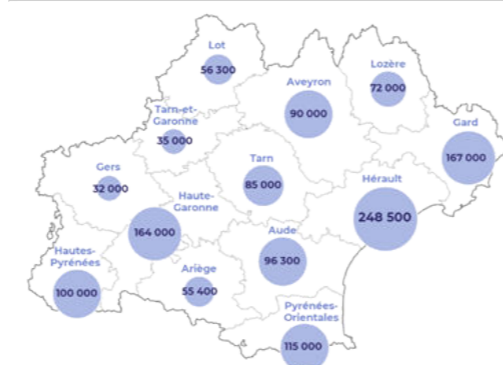 Lot
56 300
Lozère
72 000
Aveyron
90 000
Tarn-et-
Garonne
35 000
Gard
167 000
Gers
32 000
Tarn
85 000
Hérault
248 500
Haute-
Garonne
164 000
Aude
96 300
Hautes-
Pyrénées
100 000
Ariège
55 400
Pyrénées-
Orientales
115 000